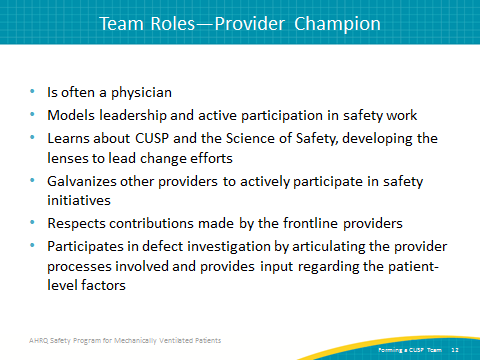 Team Roles—Provider Champion
• Is often a physician
• Models leadership and active participation in safety work
• Learns about CUSP and the Science of Safety, developing the
lenses to lead change efforts
• Galvanizes other providers to actively participate in safety
initiatives
• Respects contributions made by the frontline providers
• Participates in defect investigation by articulating the provider
processes involved and provides input regarding the patient-
level factors
AHRQ Safety Program for Mechanically Ventilated Patients
Forming a CUSP Team 12